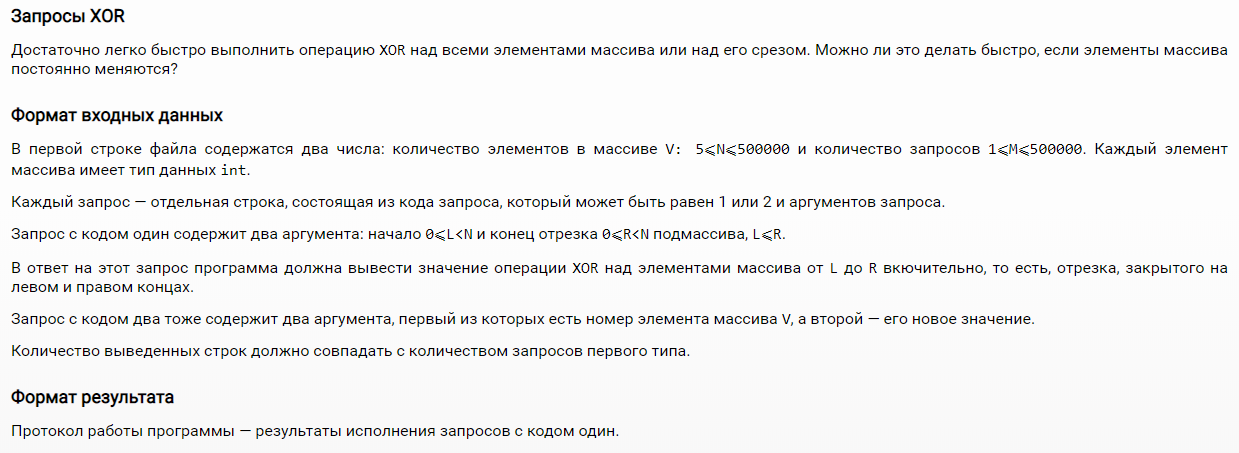 Запросы XOR
Достаточно легко быстро выполнить операцию XOR над всеми элементами массива или над его срезом. Можно ли это делать быстро, если элементы массива
постоянно меняются?
Формат входных данных
В первой строке файла содержатся два числа: количество элементов в массиве V: 5⩽N⩽500000 и количество запросов 1⩽M⩽500000. Каждый элемент
массива имеет тип данных int.
Каждый запрос — отдельная строка, состоящая из кода запроса, который может быть равен 1 или 2 и аргументов запроса.
Запрос с кодом один содержит два аргумента: начало 0⩽L<N и конец отрезка 0⩽R<N подмассива, L⩽R.
В ответ на этот запрос программа должна вывести значение операции XOR над элементами массива от L до R вкючительно, то есть, отрезка, закрытого на
левом и правом концах.
Запрос с кодом два тоже содержит два аргумента, первый из которых есть номер элемента массива V, а второй — его новое значение.
Количество выведенных строк должно совпадать с количеством запросов первого типа.
Формат результата
Протокол работы программы — результаты исполнения запросов с кодом один.